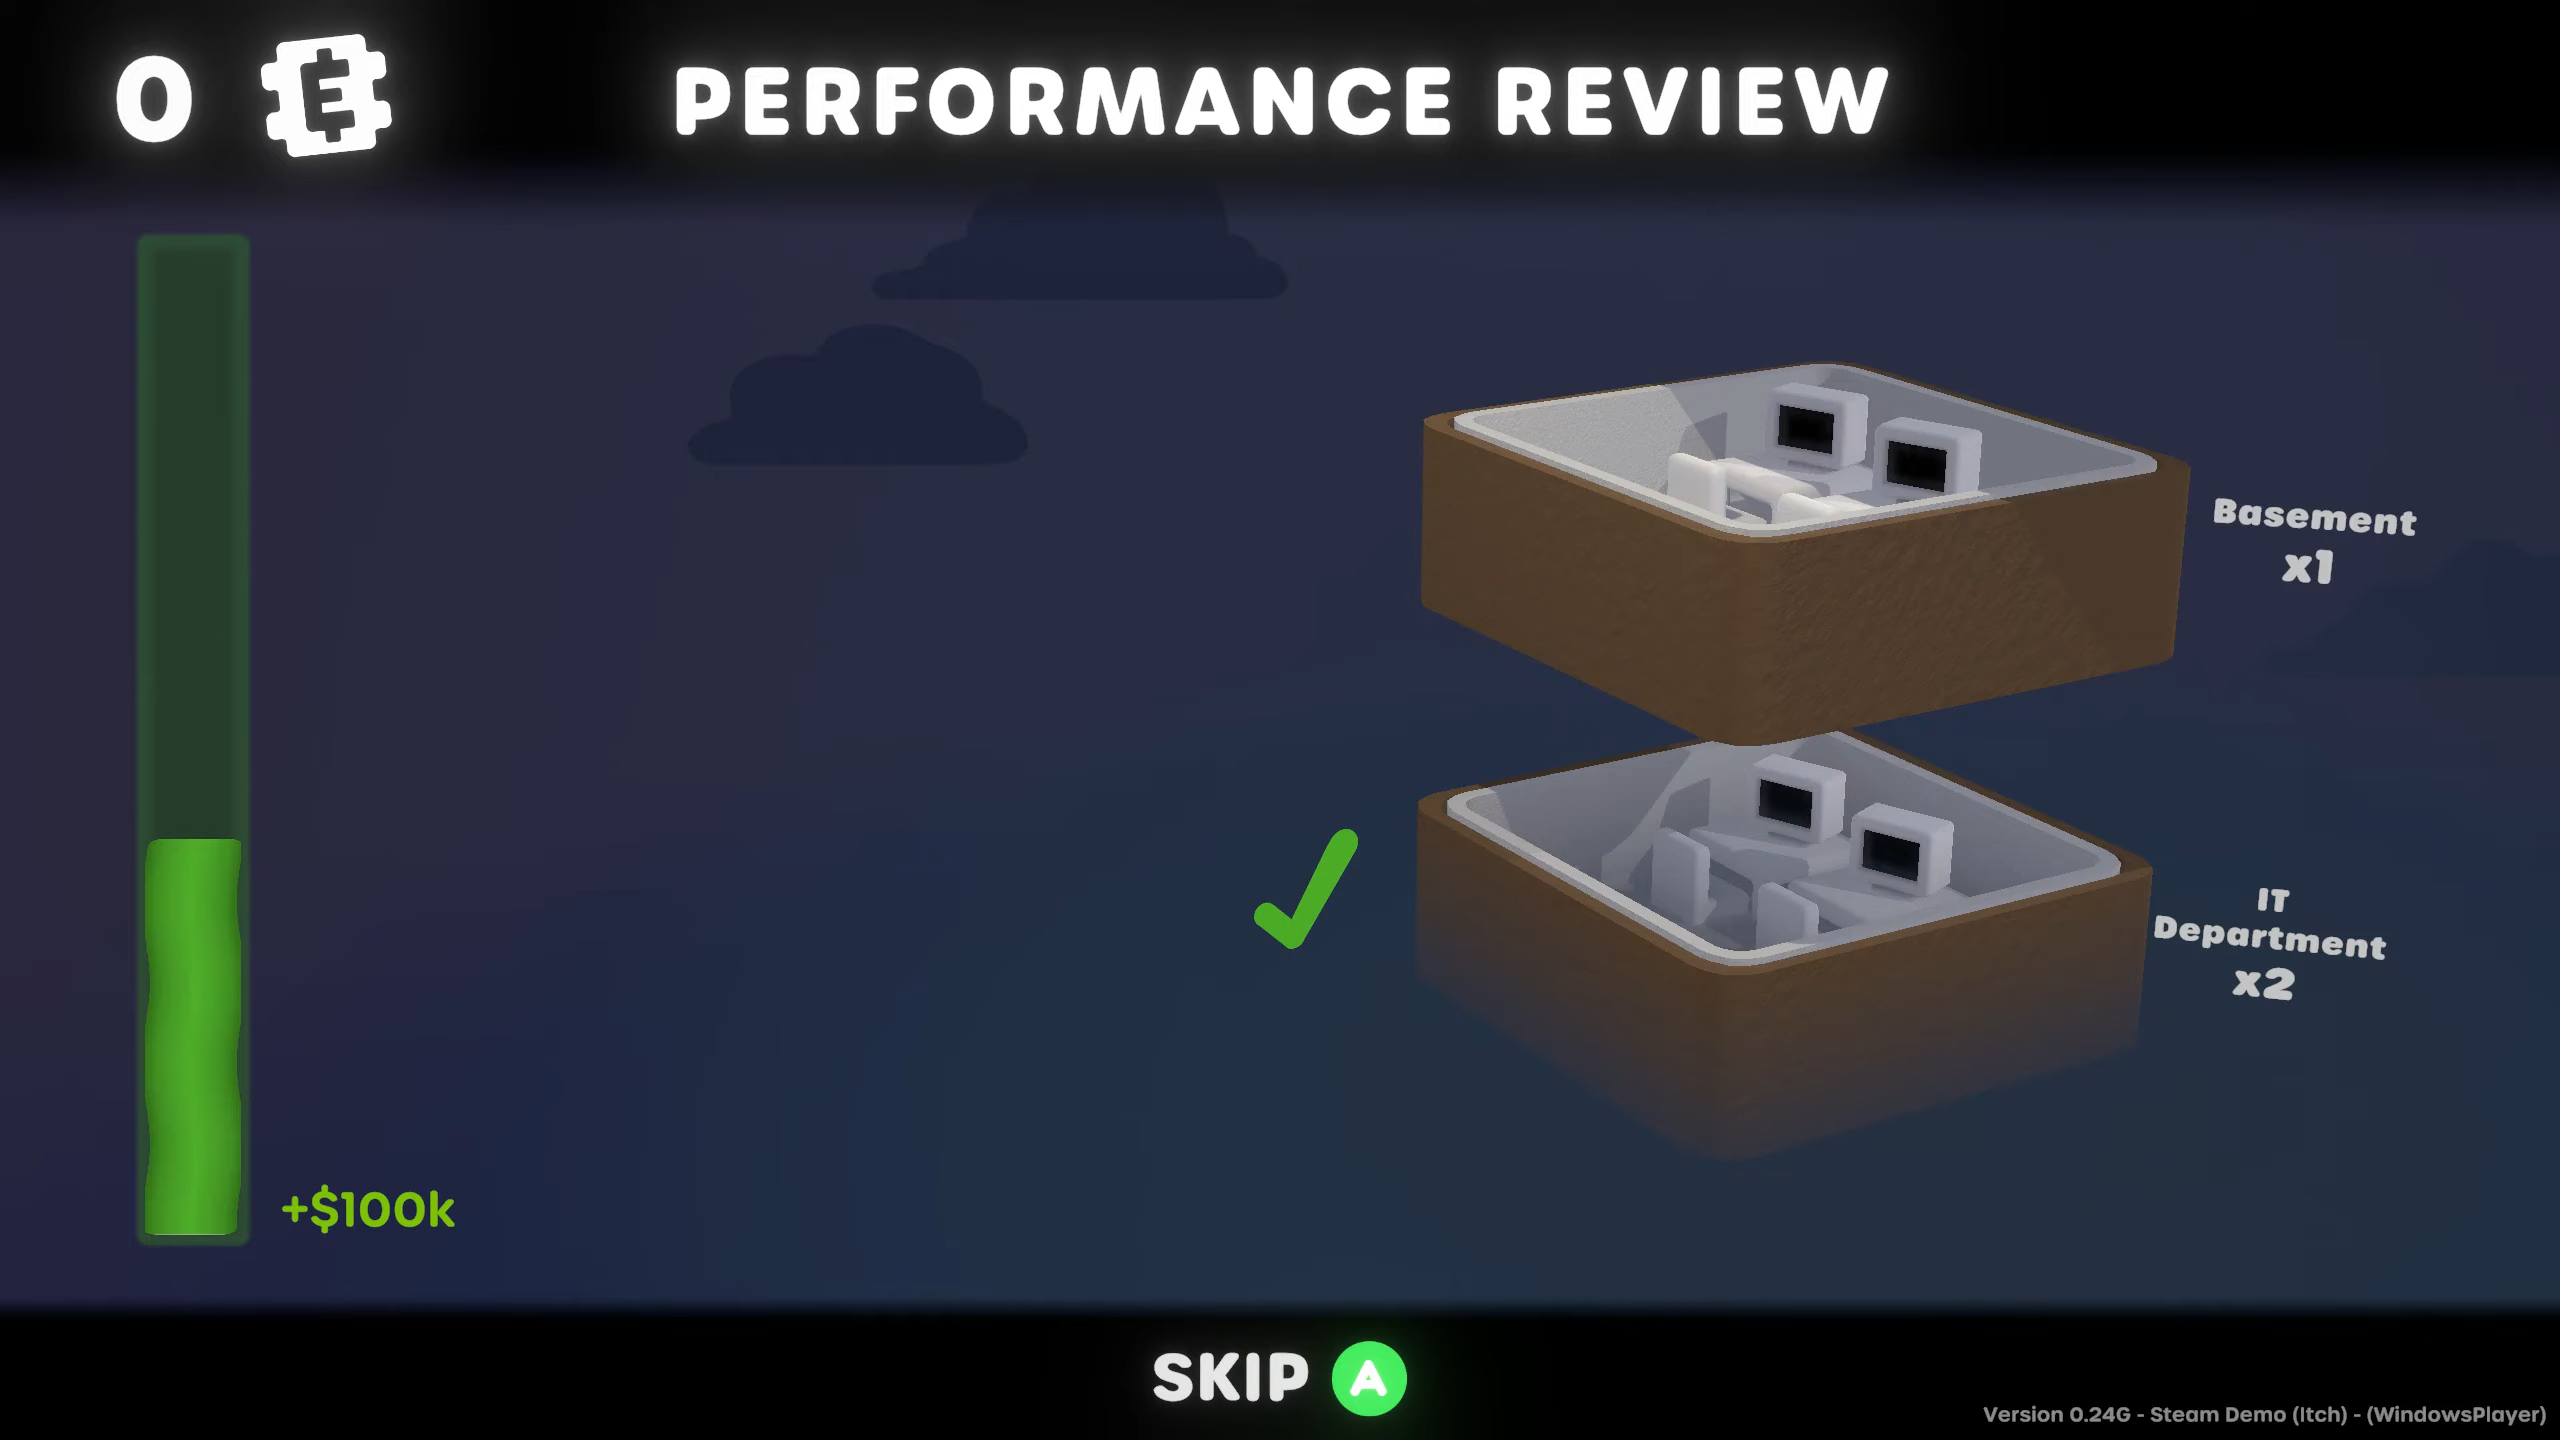 0 E
PERFORMANCE REVIEW
Basement
x1
IT
Department
x2
+$100k
SKIP A
Version 0.24G - Steam Demo (Itch) - (WindowsPlayer)